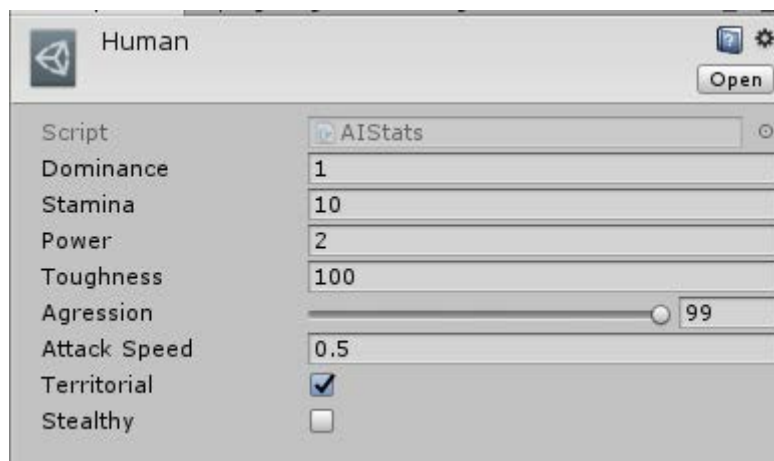 Human
Open
Script AIStats
Dominance 1
Stamina 10
Power 2
Toughness 100
Agression 99
Attack Speed 0.5
Territorial
Stealthy